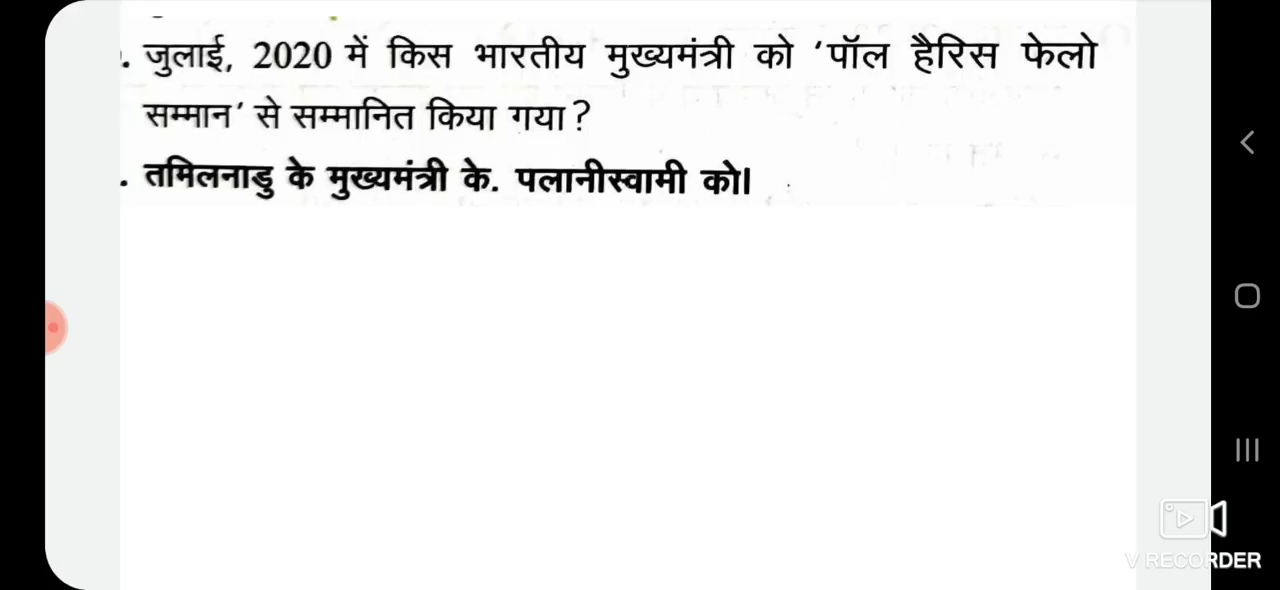 . जुलाई, 2020 में किस भारतीय मुख्यमंत्री को 'पॉल हैरिस फेलो
सम्मान' से सम्मानित किया गया?
. तमिलनाडु के मुख्यमंत्री के. पलानीस्वामी को।
V RECORDER